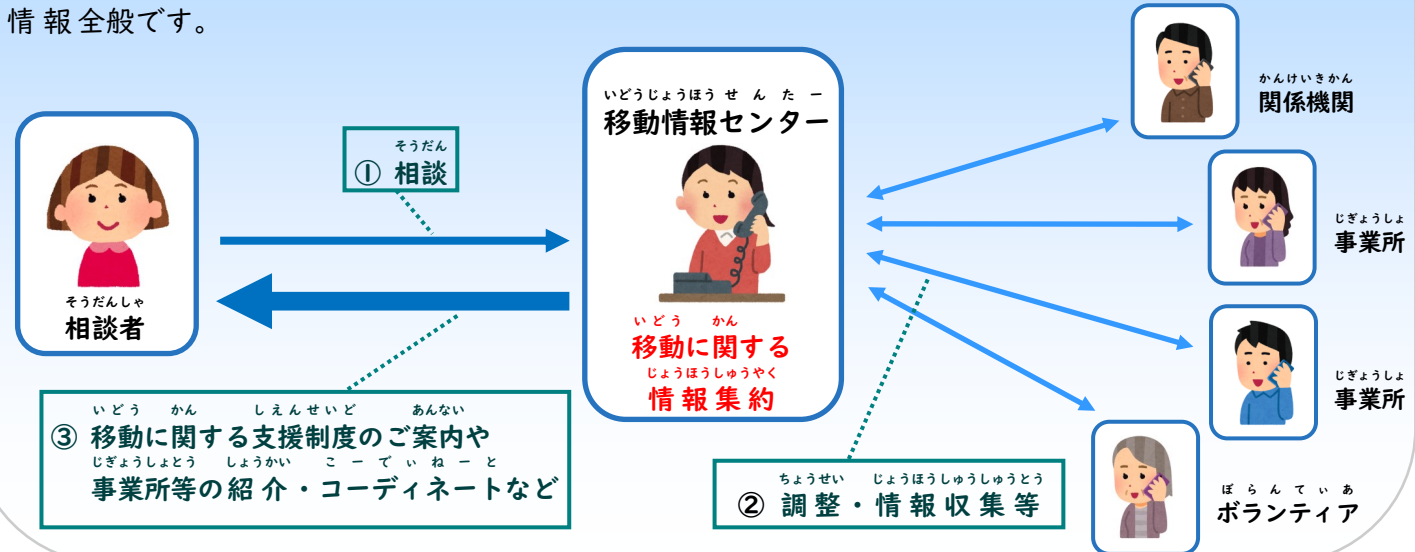 情報全般です。
そうだん
① 相談
そうだんしゃ
相談者
いどうじょうほうせんたー
移動情報センター
いどう かん
移動に関する
じょうほうしゅうやく
情報集約
かんけいきかん
関係機関
じぎょうしょ
事業所
じぎょうしょ
事業所
ぼらんてぃあ
ボランティア
ちょうせい じょうほうしゅうしゅうとう
② 調整・情報収集等
いどう かん しえんせいど あんない
③ 移動に関する支援制度のご案内や
じぎょうしょとう しょうかい こーでぃねーと
事業所等の紹介・コーディネートなど